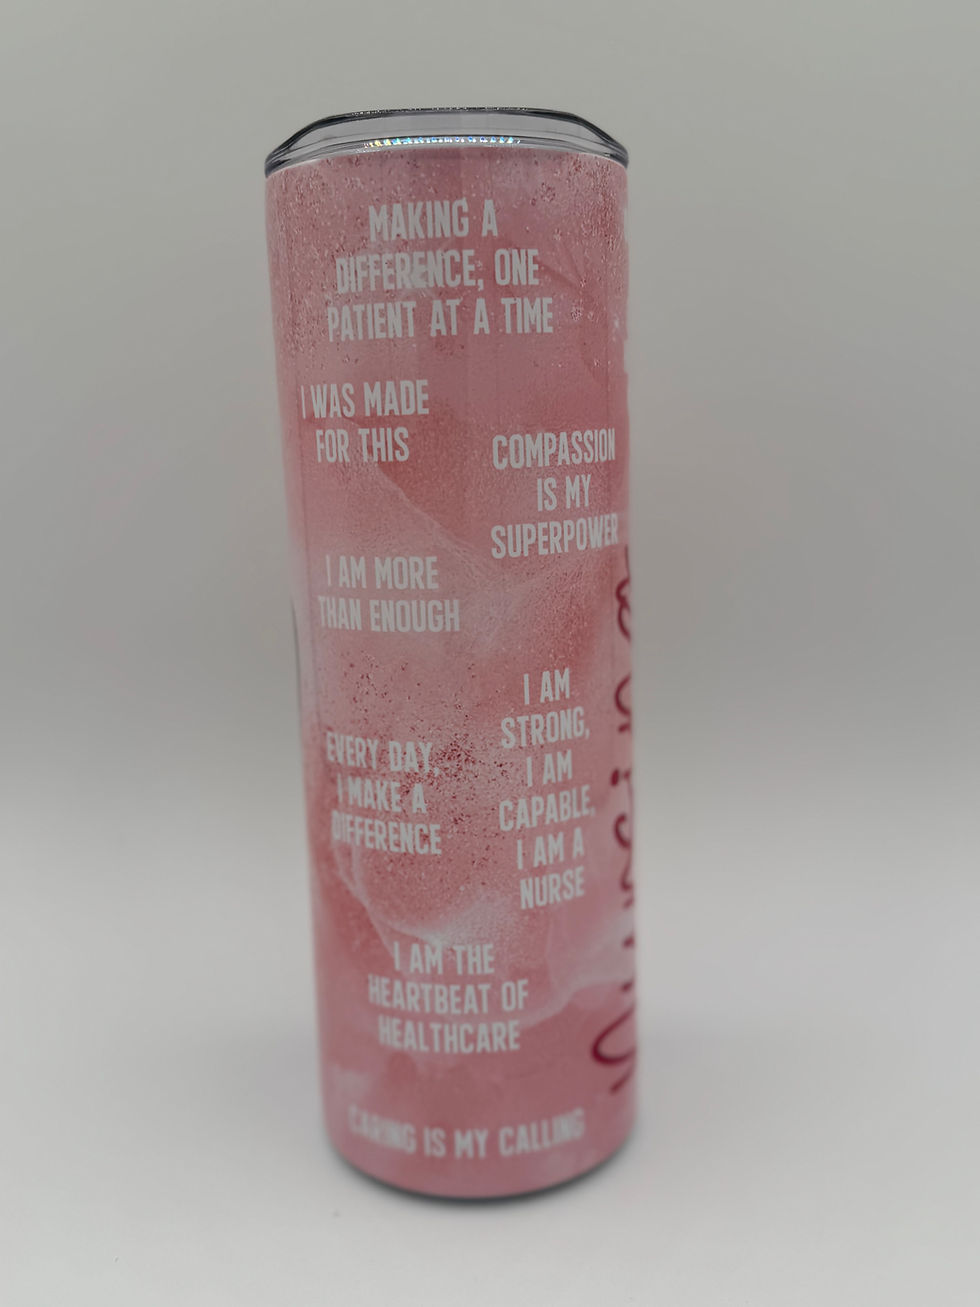 MAKING A
DIFFERENCE, ONE
PATIENT AT A TIME
I WAS MADE
FOR THIS
COMPASSION
IS MY
SUPERPOWER
I AM MORE
THAN ENOUGH
I AM
STRONG,
I AM
CAPABLE,
I AM A
NURSE
EVERY DAY,
I MAKE A
DIFFERENCE
I AM THE
HEARTBEAT OF
HEALTHCARE
CARING IS MY CALLING